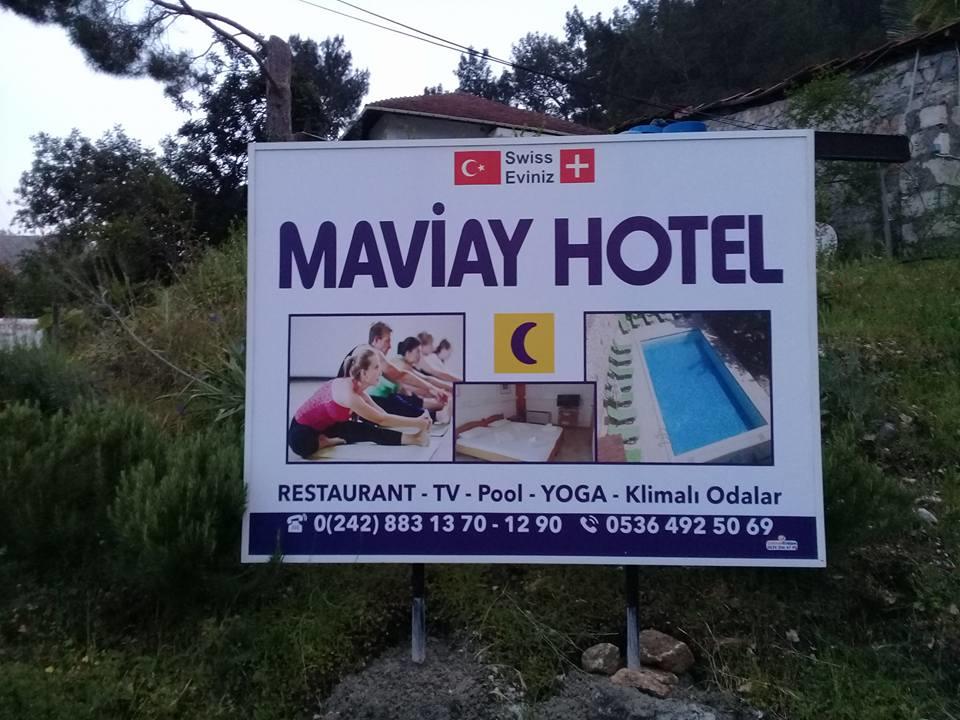 Swiss
Eviniz
MAVİAY HOTEL
RESTAURANT - TV - Pool - YOGA - Klimalı Odalar
0(242) 883 13 70 - 12 90 0536 492 50 69